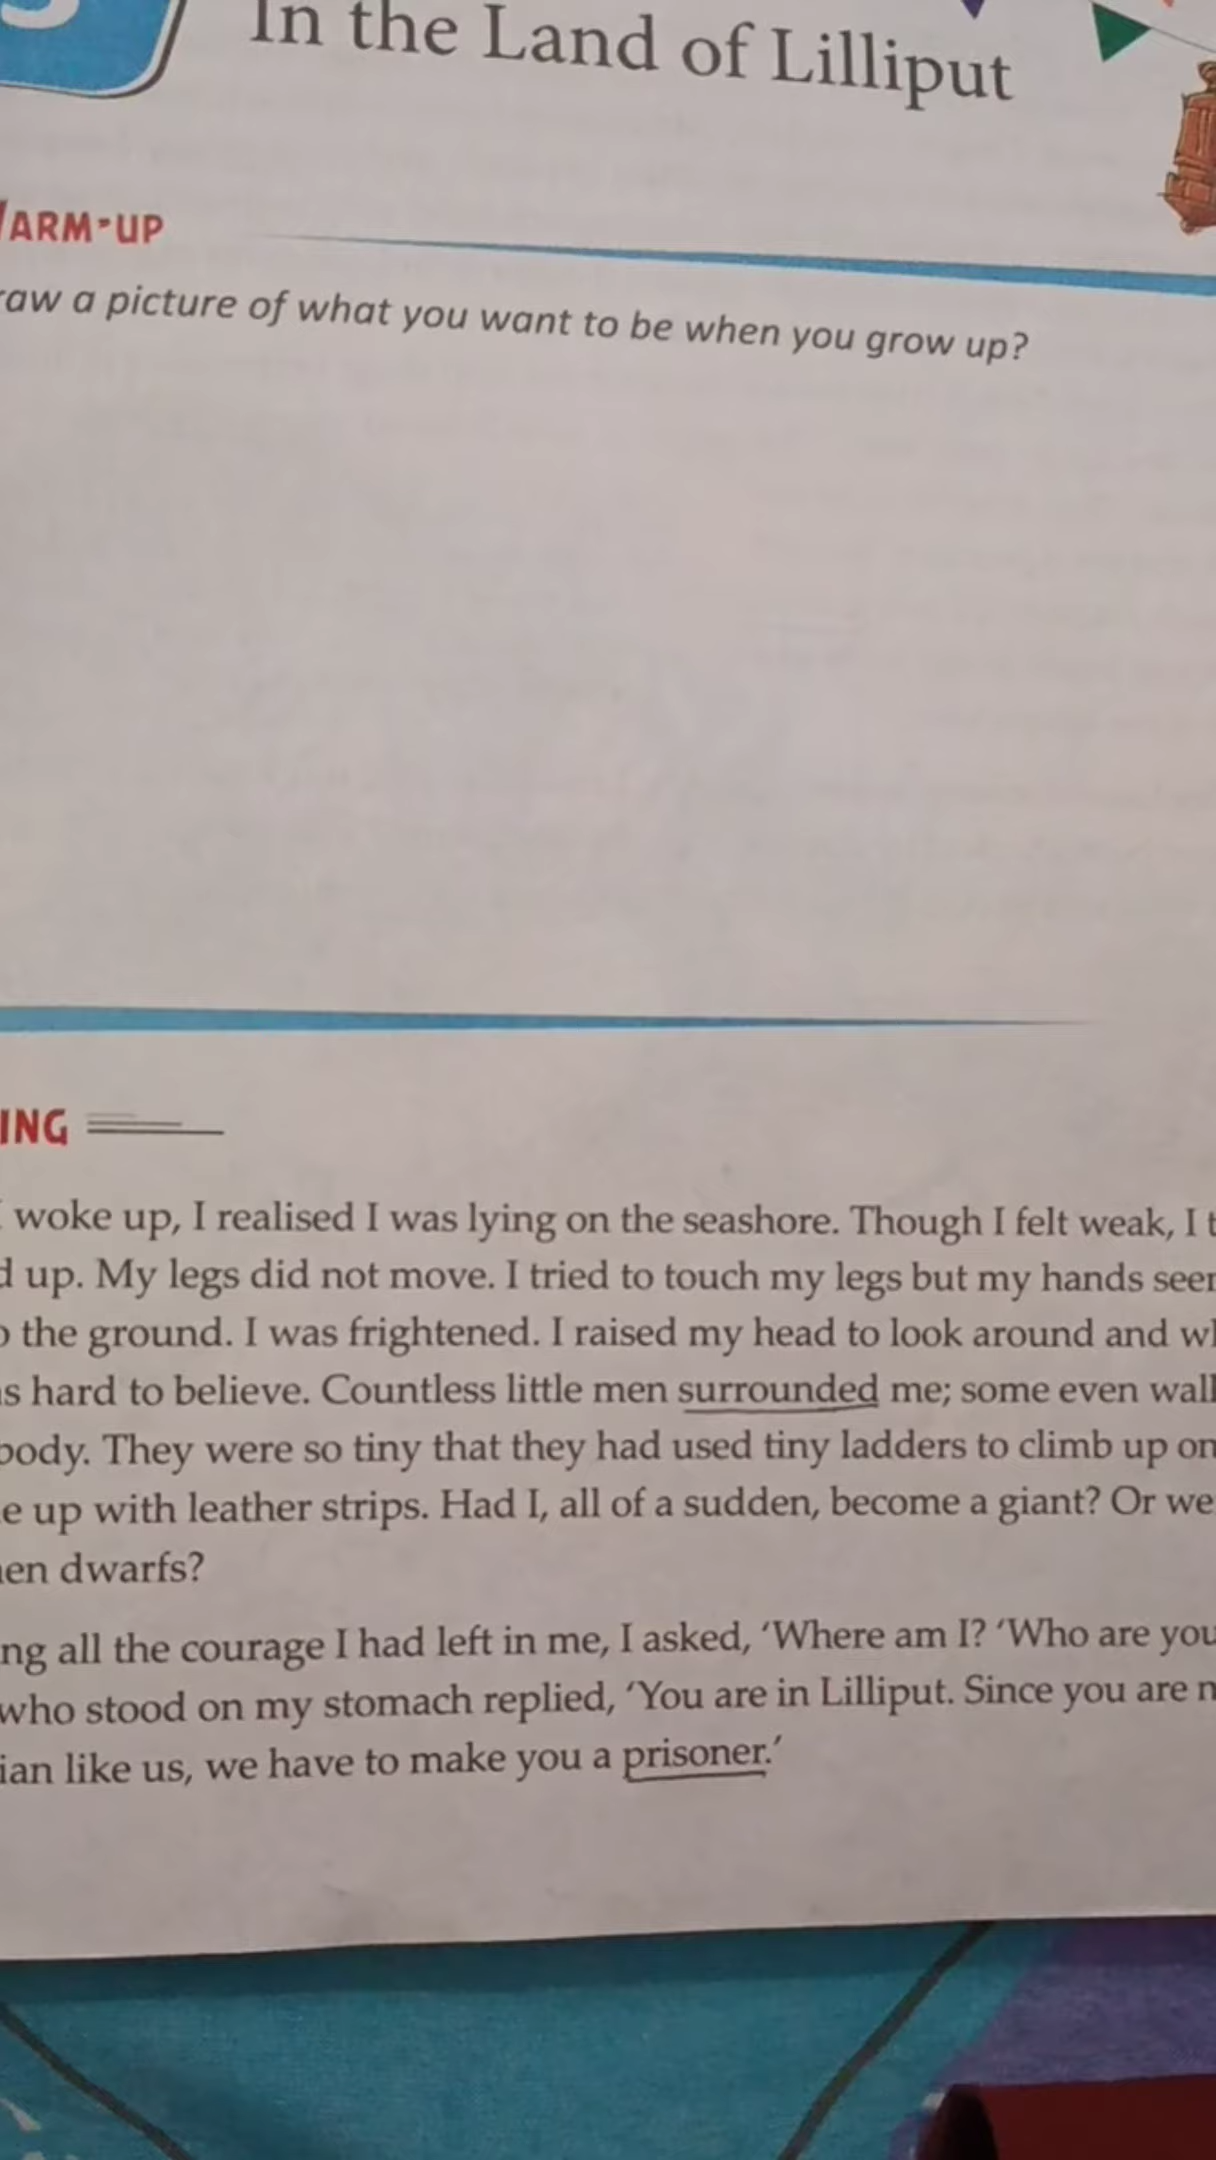 In the Land of Lilliput
WARM-UP
raw a picture of what you want to be when you grow up?
ING
woke up, I realised I was lying on the seashore. Though I felt weak, I t
d up. My legs did not move. I tried to touch my legs but my hands
the ground. I was frightened. I raised my head to look around and
s hard to believe. Countless little men surrounded me; some even
body. They were so tiny that they had used tiny ladders to climb up on
e up with leather strips. Had I, all of a sudden, become a giant? Or we
en dwarfs?
ng all the courage I had left in me, I asked, ‘Where am I? ‘Who are you
who stood on my stomach replied, ‘You are in Lilliput. Since you are n
ian like us, we have to make you a prisoner.’